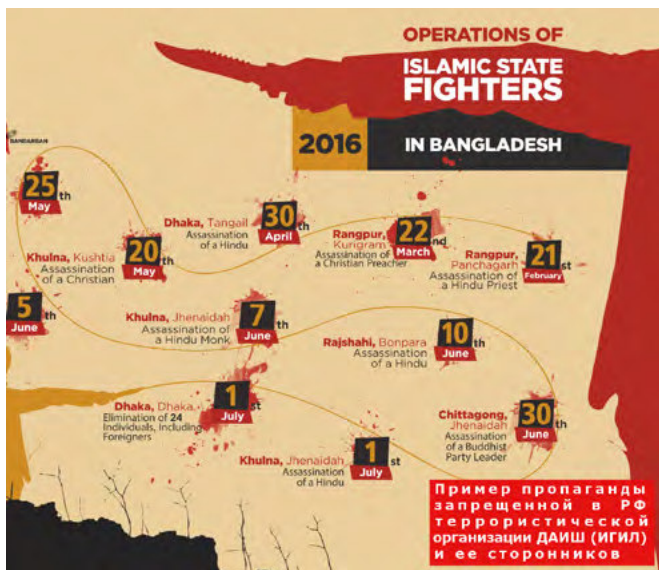 OPERATIONS OF
ISLAMIC STATE
FIGHTERS
2016
IN BANGLADESH
BANDARBAN
25th
May
20th
May
Khulna, Kushtia
Assassination
of a Christian
30th
April
Dhaka, Tangail
Assassination
of a Hindu
22nd
March
Rangpur,
Kurigram
Assassination of
a Christian Preacher
21st
February
Rangpur,
Panchagarh
Assassination of
a Hindu Priest
5th
June
7th
June
Khulna, Jhenaidah
Assassination of
a Hindu Monk
10th
June
Rajshahi, Bonpara
Assassination
of a Hindu
1st
July
Dhaka, Dhaka
Elimination of 24
Individuals, Including
Foreigners
1st
July
Khulna, Jhenaidah
Assassination
of a Hindu
30th
June
Chittagong,
Jhenaidah
Assassination
of a Buddhist
Party Leader
Пример пропаганды
запрещенной в РФ
террористической
организации ДАИШ (ИГИЛ)
и ее сторонников